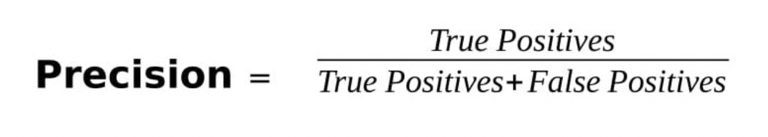 True Positives
Precision =
True Positives+False Positives